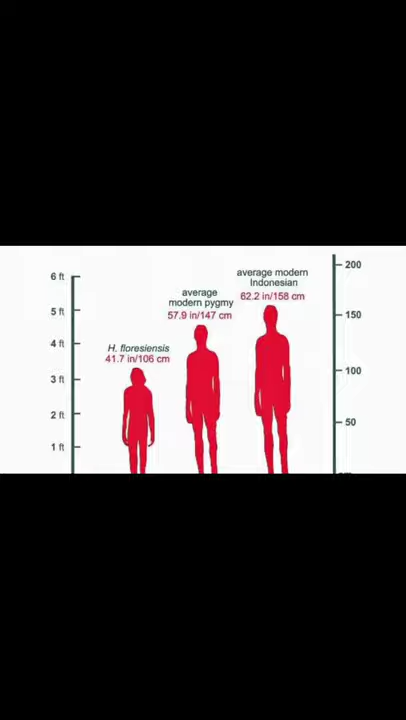 6 ft
5 ft
4 ft
3 ft
2 ft
1 ft
H. floresiensis
41.7 in/106 cm
average
modern pygmy
57.9 in/147 cm
average modern
Indonesian
62.2 in/158 cm
200
150
100
50